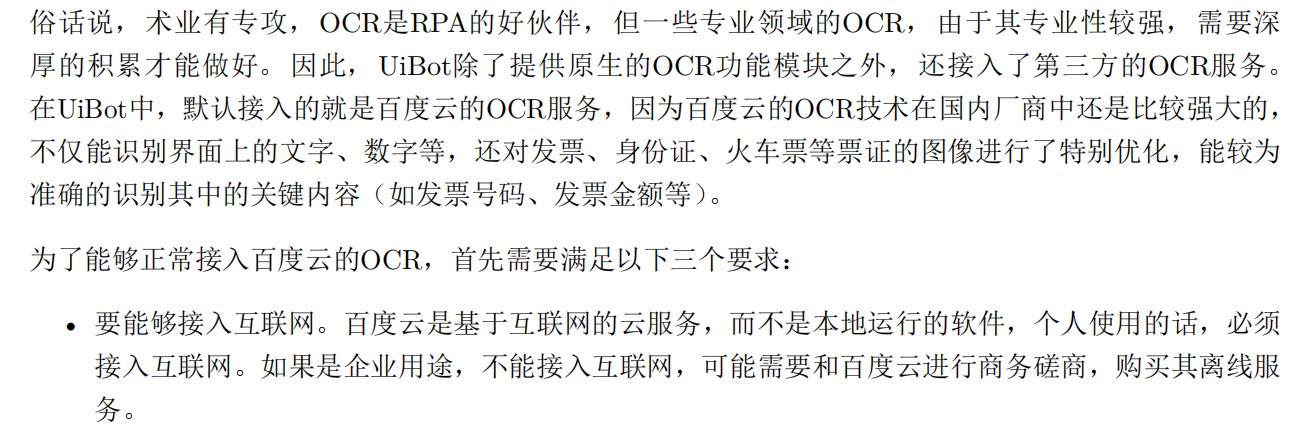 俗话说，术业有专攻，OCR是RPA的好伙伴，但一些专业领域的OCR，由于其专业性较强，需要深
厚的积累才能做好。因此，UiBot除了提供原生的OCR功能模块之外，还接入了第三方的OCR服务。
在UiBot中，默认接入的就是百度云的OCR服务，因为百度云的OCR技术在国内厂商中还是比较强大的，
不仅能识别界面上的文字、数字等，还对发票、身份证、火车票等票证的图像进行了特别优化，能较为
准确的识别其中的关键内容（如发票号码、发票金额等）。
为了能够正常接入百度云的OCR，首先需要满足以下三个要求：
• 要能够接入互联网。百度云是基于互联网的云服务，而不是本地运行的软件，个人使用的话，必须
接入互联网。如果是企业用途，不能接入互联网，可能需要和百度云进行商务磋商，购买其离线服
务。